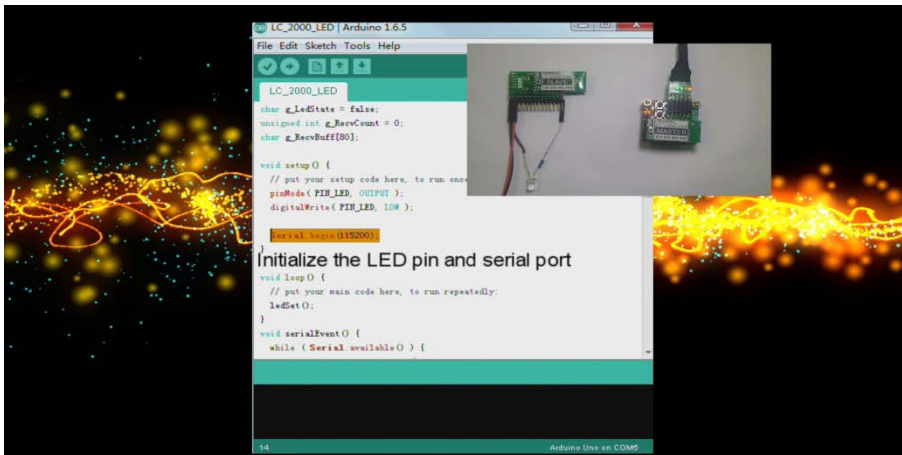 LC_2000_LED | Arduino 1.6.5
File Edit Sketch Tools Help
LC_2000_LED
char g_LedState = false;
unsigned int g_RecvCount = 0;
char g_RecvBuff[80];
void setup() {
// put your setup code here, to run once
pinMode( PIN_LED, OUTPUT );
digitalWrite( PIN_LED, LOW );
Serial.begin(115200);
}
Initialize the LED pin and serial port
void loop() {
// put your main code here, to run repeatedly:
ledSet();
}
void serialEvent() {
while ( Serial.available() ) {
SLAVE
MASTER
14
Arduino Uno on COM5